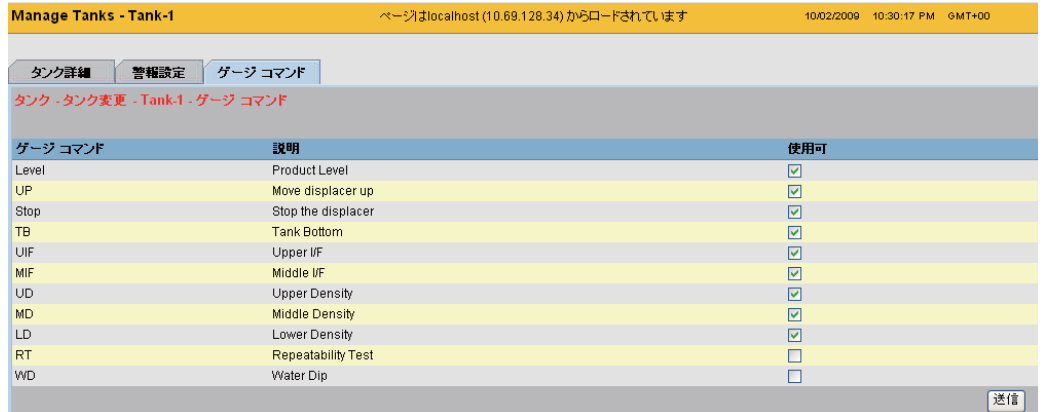 Manage Tanks - Tank-1 ページはlocalhost (10.69.128.34) からロードされています 10/02/2009 10:30:17 PM GMT+00
タンク詳細 警報設定 ゲージ コマンド
タンク - タンク変更 - Tank-1 - ゲージ コマンド
ゲージ コマンド 説明 使用可
Level Product Level
UP Move displacer up
Stop Stop the displacer
TB Tank Bottom
UIF Upper I/F
MIF Middle I/F
UD Upper Density
MD Middle Density
LD Lower Density
RT Repeatability Test
WD Water Dip
送信